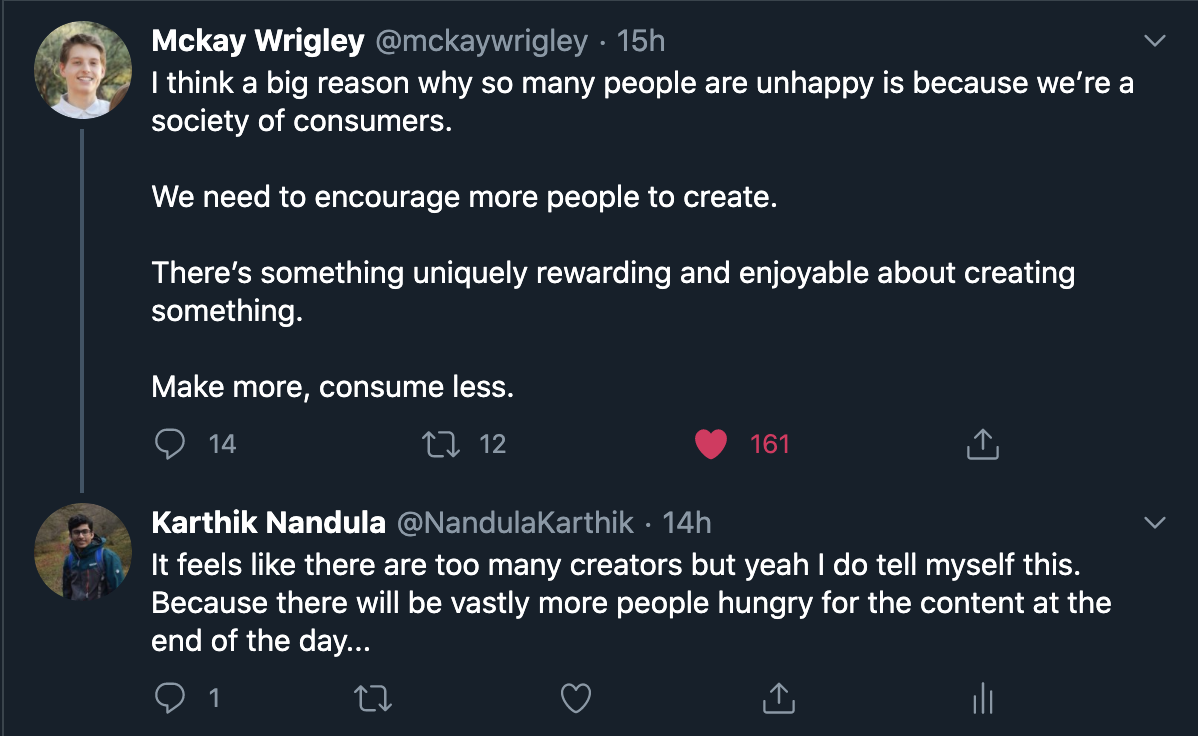 Mckay Wrigley @mckaywrigley · 15h
I think a big reason why so many people are unhappy is because we’re a
society of consumers.
We need to encourage more people to create.
There’s something uniquely rewarding and enjoyable about creating
something.
Make more, consume less.
14 12 161
Karthik Nandula @NandulaKarthik · 14h
It feels like there are too many creators but yeah I do tell myself this.
Because there will be vastly more people hungry for the content at the
end of the day...
1